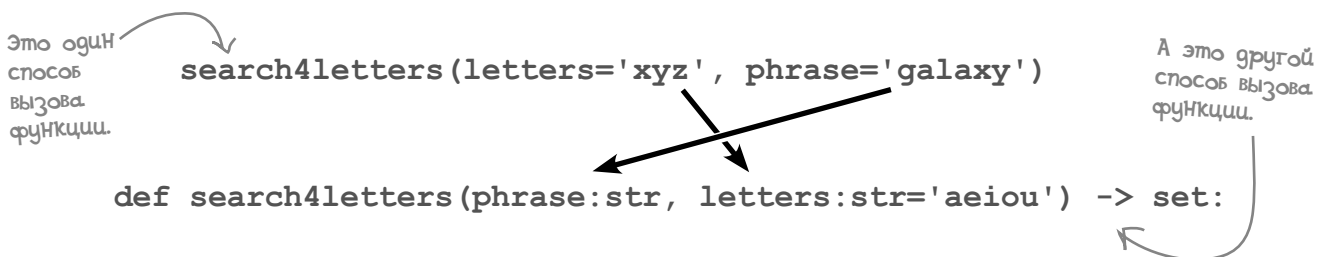 Это один
способ
вызова
функции.
search4letters(letters='xyz', phrase='galaxy')
А это другой
способ вызова
функции.
def search4letters(phrase:str, letters:str='aeiou') -> set: